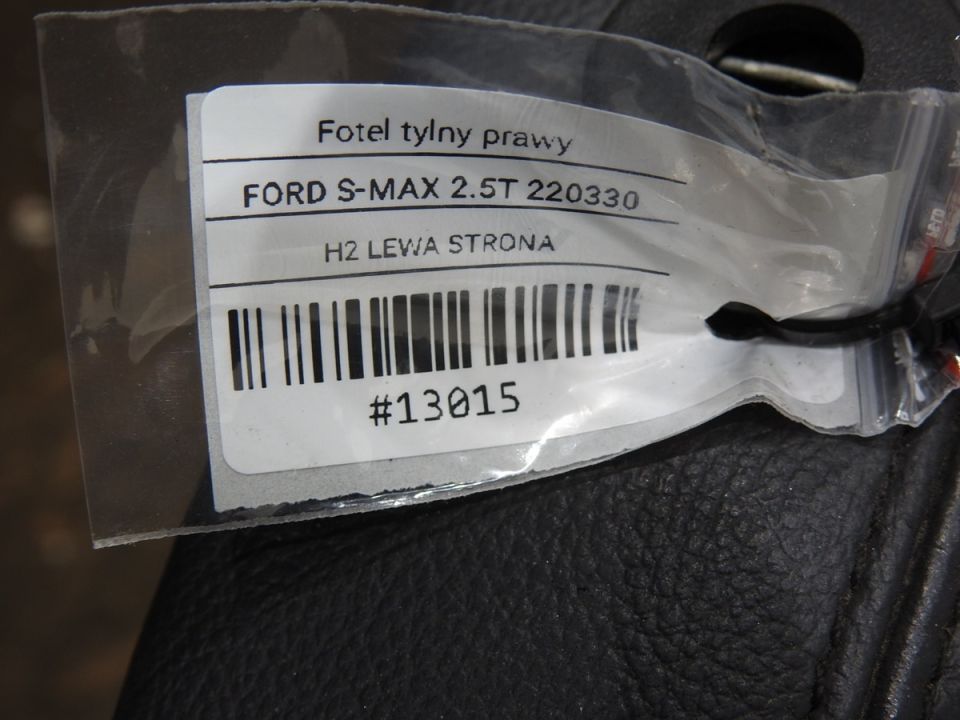 Fotel tylny prawy
FORD S-MAX 2.5T 220330
H2 LEWA STRONA
#13015